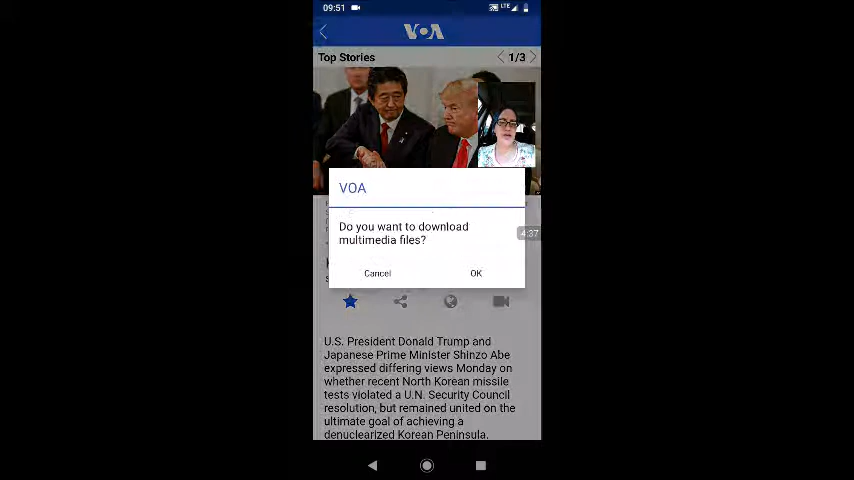 09:51 LTE
VOA
Top Stories 1/3
VOA
Do you want to download
multimedia files?
4:37
Cancel OK
U.S. President Donald Trump and
Japanese Prime Minister Shinzo Abe
expressed differing views Monday on
whether recent North Korean missile
tests violated a U.N. Security Council
resolution, but remained united on the
ultimate goal of achieving a
denuclearized Korean Peninsula.